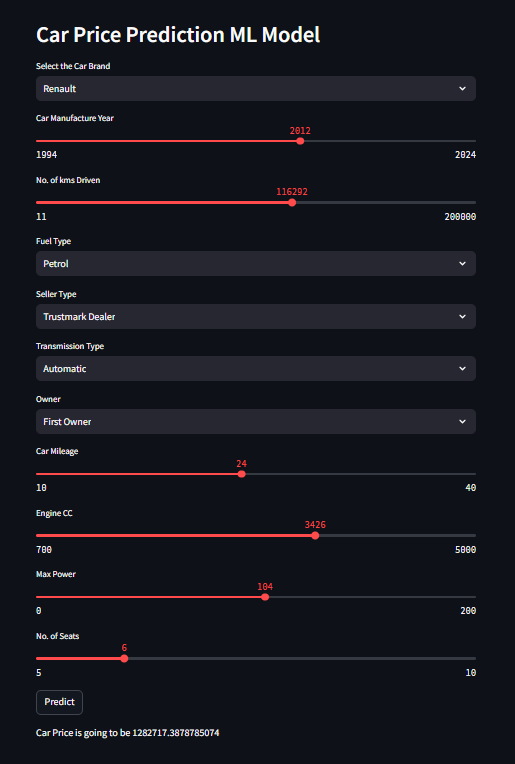 Car Price Prediction ML Model
Select the Car Brand
Renault
Car Manufacture Year
2012
1994 2024
No. of kms Driven
116292
11 200000
Fuel Type
Petrol
Seller Type
Trustmark Dealer
Transmission Type
Automatic
Owner
First Owner
Car Mileage
24
10 40
Engine CC
3426
700 5000
Max Power
104
0 200
No. of Seats
6
5 10
Predict
Car Price is going to be 1282717.3878785074